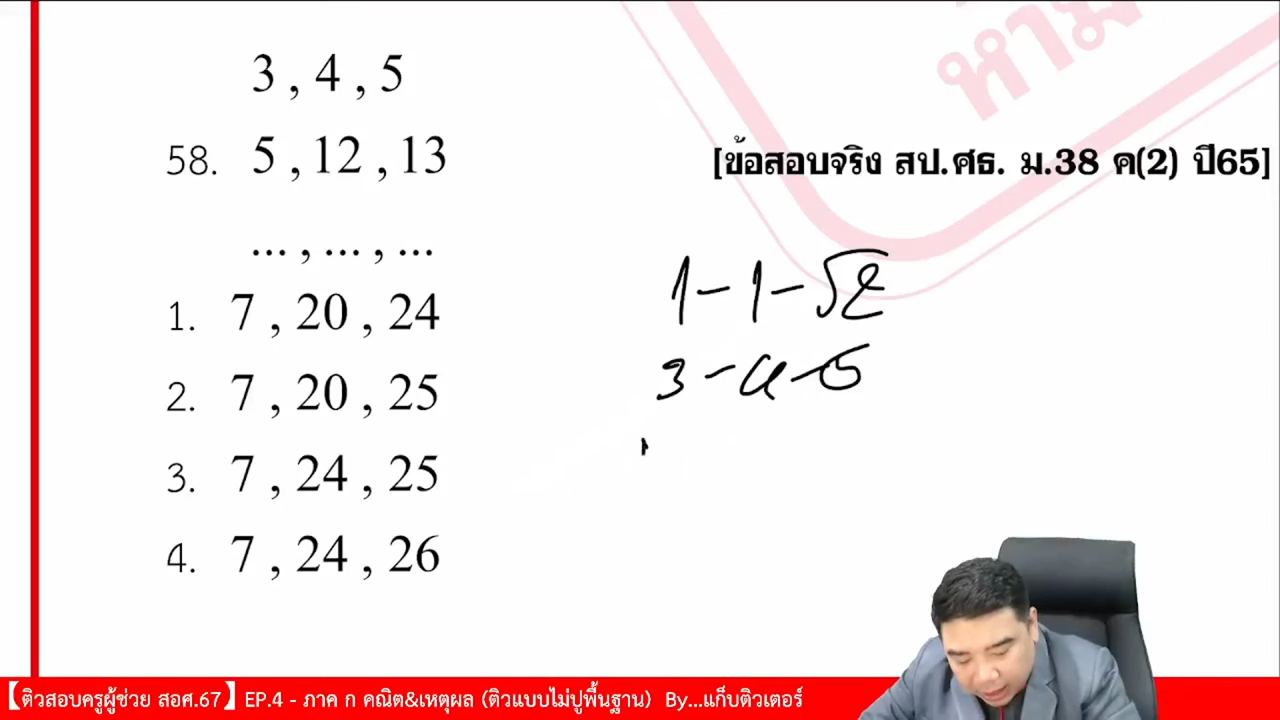 ห้าม
3 , 4 , 5
58. 5 , 12 , 13 [ข้อสอบจริง สป.ศธ. ม.38 ค(2) ปี65]
... , ... , ...
1. 7 , 20 , 24
2. 7 , 20 , 25
3. 7 , 24 , 25
4. 7 , 24 , 26
1 - 1 - √2
3 - 4 - 5
【ติวสอบครูผู้ช่วย สอศ.67】 EP.4 - ภาค ก คณิต&เหตุผล (ติวแบบไม่ปูพื้นฐาน) By...แก็บติวเตอร์